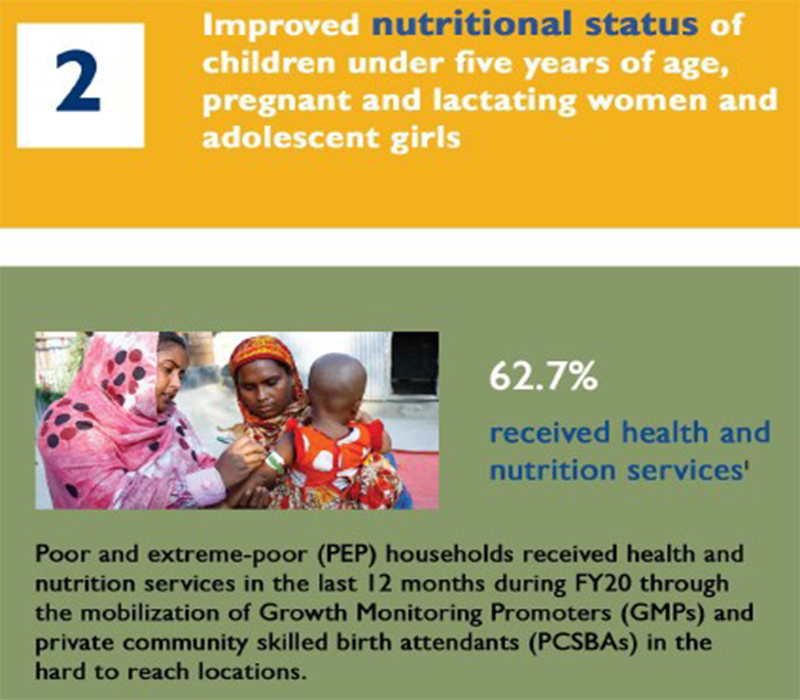 2
Improved nutritional status of
children under five years of age,
pregnant and lactating women and
adolescent girls
62.7%
received health and
nutrition services¹
Poor and extreme-poor (PEP) households received health and
nutrition services in the last 12 months during FY20 through
the mobilization of Growth Monitoring Promoters (GMPs) and
private community skilled birth attendants (PCSBAs) in the
hard to reach locations.